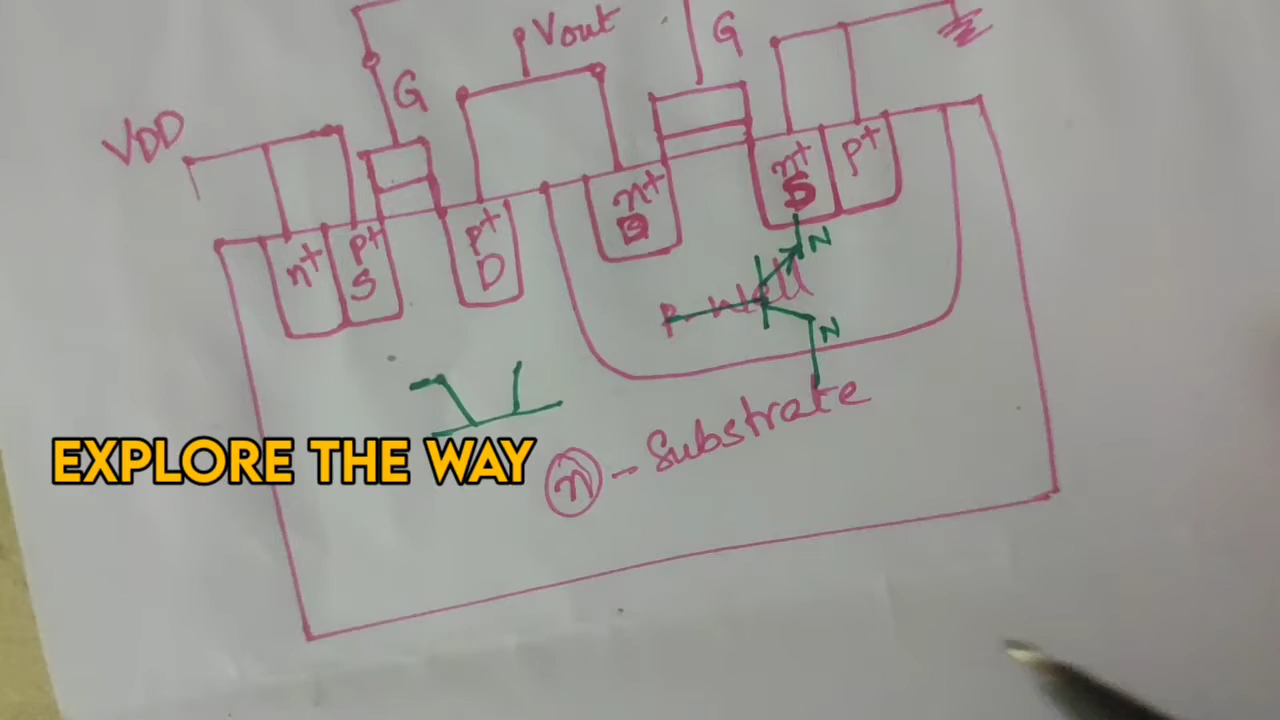 Vout
G
G
VDD
n+
p+
S
p+
D
n+
D
n+
S
p+
N
P-Well
N
n - Substrate
EXPLORE THE WAY